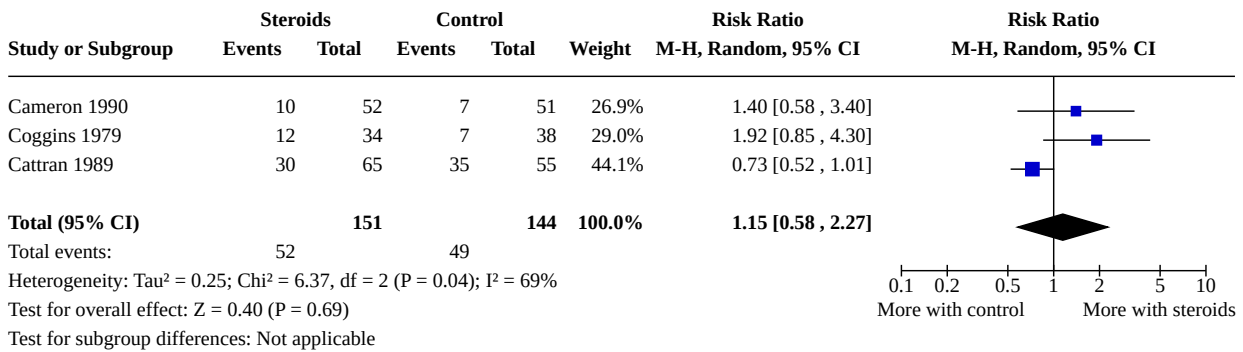 Steroids Control Risk Ratio Risk Ratio
Study or Subgroup Events Total Events Total Weight M-H, Random, 95% CI M-H, Random, 95% CI
Cameron 1990 10 52 7 51 26.9% 1.40 [0.58 , 3.40]
Coggins 1979 12 34 7 38 29.0% 1.92 [0.85 , 4.30]
Cattran 1989 30 65 35 55 44.1% 0.73 [0.52 , 1.01]
Total (95% CI) 151 144 100.0% 1.15 [0.58 , 2.27]
Total events: 52 49
Heterogeneity: Tau² = 0.25; Chi² = 6.37, df = 2 (P = 0.04); I² = 69%
0.1 0.2 0.5 1 2 5 10
Test for overall effect: Z = 0.40 (P = 0.69)
More with control More with steroids
Test for subgroup differences: Not applicable